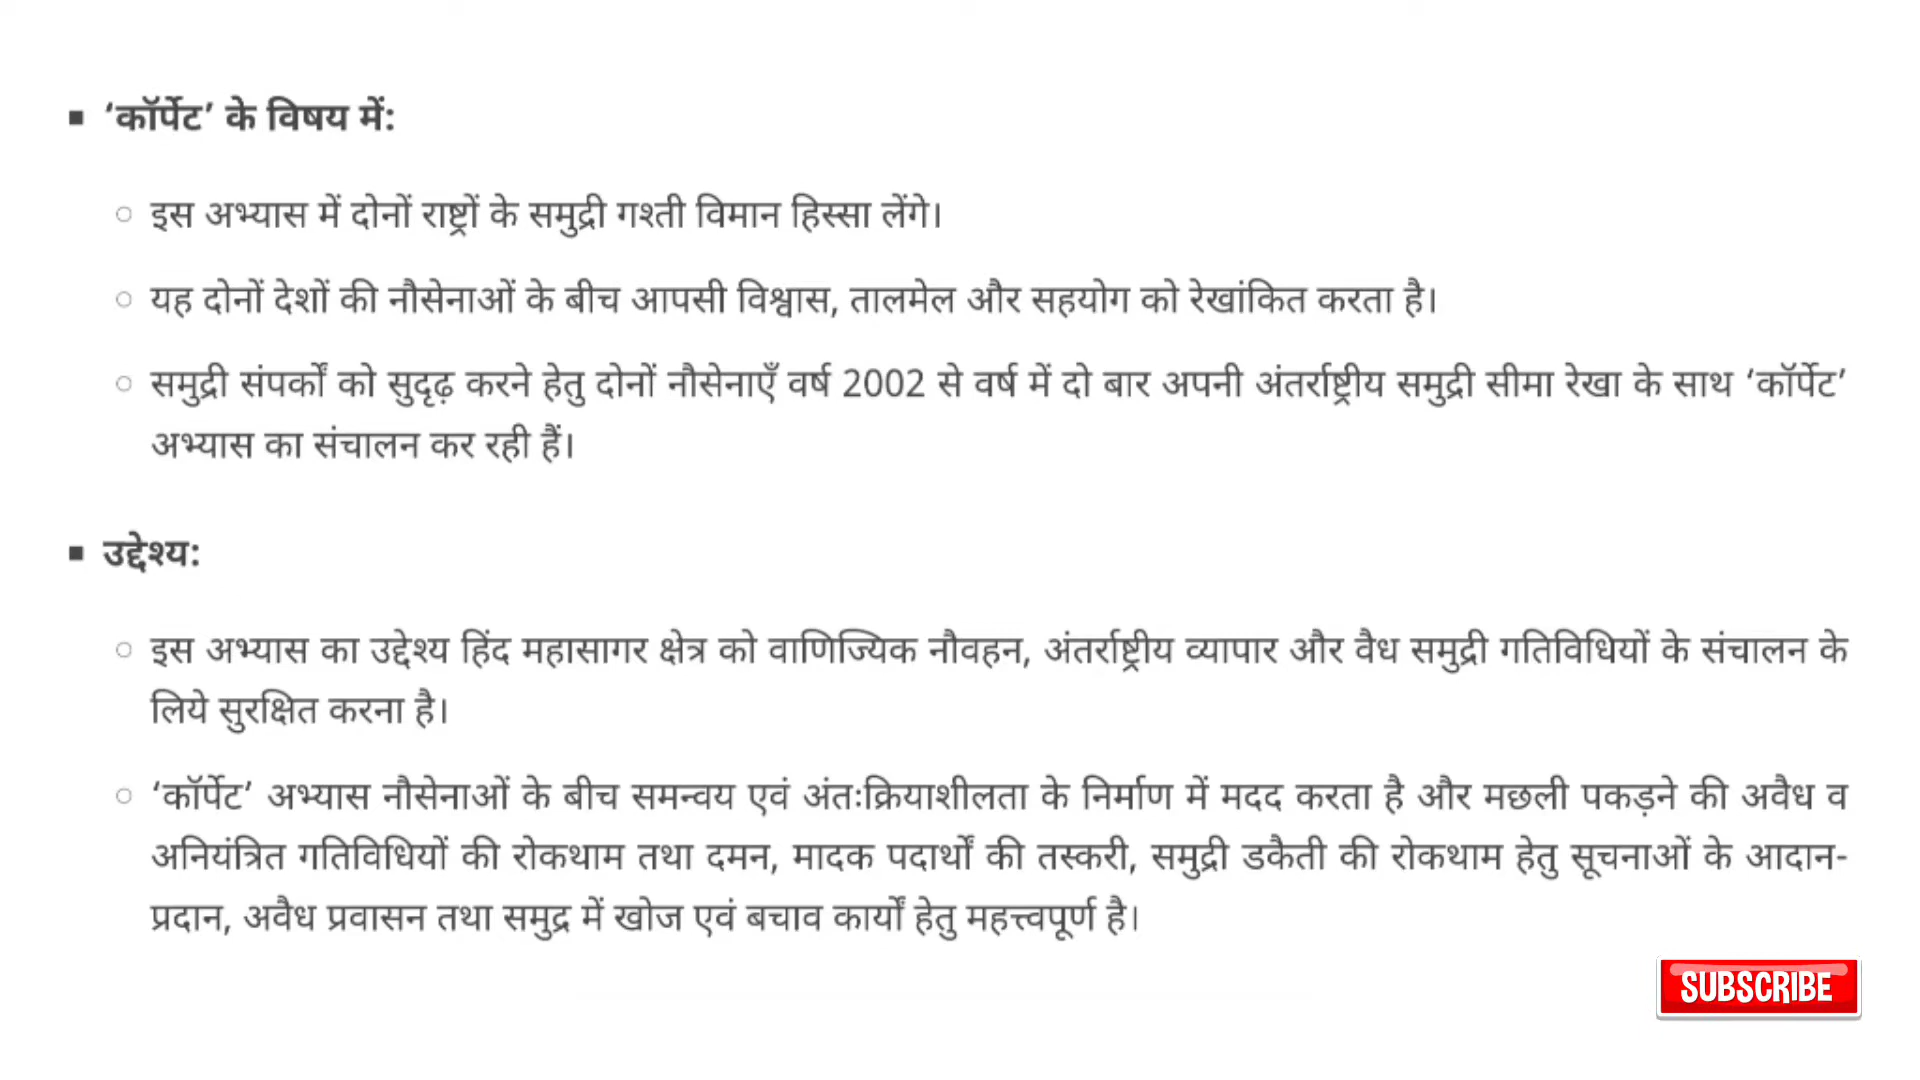 ▪ ‘कॉर्पेट’ के विषय में:
○ इस अभ्यास में दोनों राष्ट्रों के समुद्री गश्ती विमान हिस्सा लेंगे।
○ यह दोनों देशों की नौसेनाओं के बीच आपसी विश्वास, तालमेल और सहयोग को रेखांकित करता है।
○ समुद्री संपर्कों को सुदृढ़ करने हेतु दोनों नौसेनाएँ वर्ष 2002 से वर्ष में दो बार अपनी अंतर्राष्ट्रीय समुद्री सीमा रेखा के साथ ‘कॉर्पेट’
अभ्यास का संचालन कर रही हैं।
▪ उद्देश्य:
○ इस अभ्यास का उद्देश्य हिंद महासागर क्षेत्र को वाणिज्यिक नौवहन, अंतर्राष्ट्रीय व्यापार और वैध समुद्री गतिविधियों के संचालन के
लिये सुरक्षित करना है।
○ ‘कॉर्पेट’ अभ्यास नौसेनाओं के बीच समन्वय एवं अंतःक्रियाशीलता के निर्माण में मदद करता है और मछली पकड़ने की अवैध व
अनियंत्रित गतिविधियों की रोकथाम तथा दमन, मादक पदार्थों की तस्करी, समुद्री डकैती की रोकथाम हेतु सूचनाओं के आदान-
प्रदान, अवैध प्रवासन तथा समुद्र में खोज एवं बचाव कार्यों हेतु महत्त्वपूर्ण है।
SUBSCRIBE